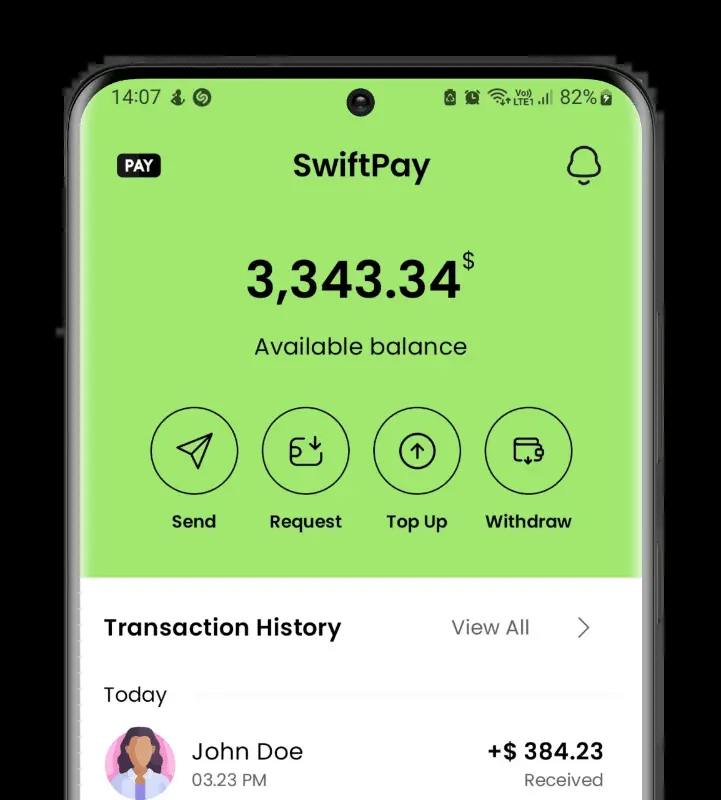 14:07 Vo)) LTE1 82%
PAY SwiftPay
3,343.34$
Available balance
Send Request Top Up Withdraw
Transaction History View All
Today
John Doe +$ 384.23
03.23 PM Received